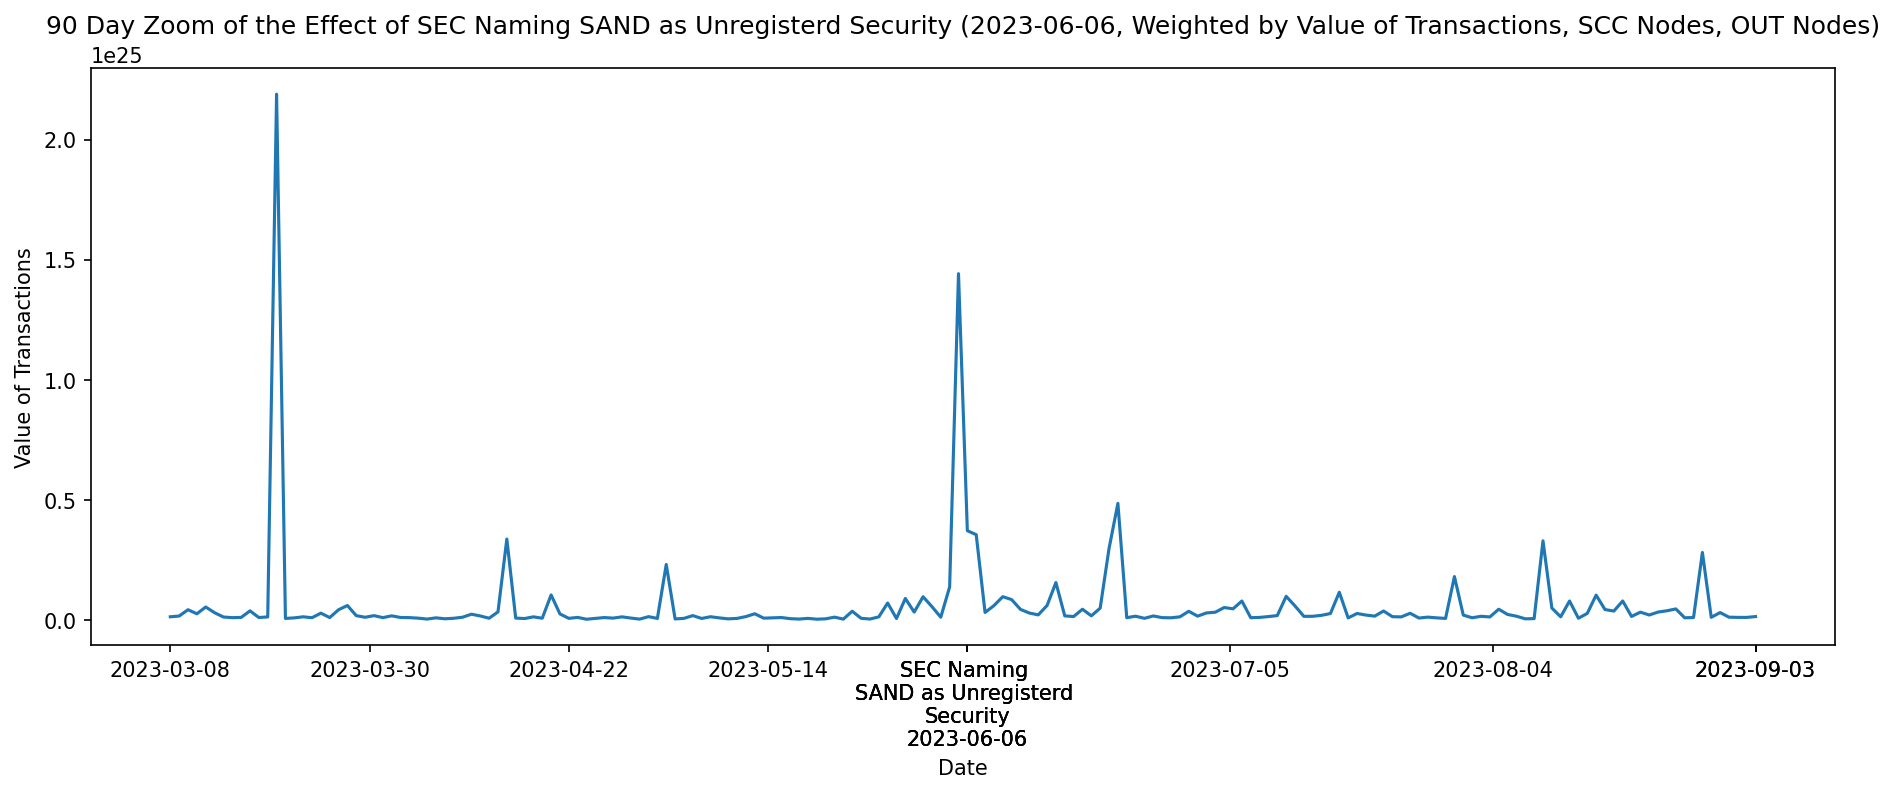 90 Day Zoom of the Effect of SEC Naming SAND as Unregisterd Security (2023-06-06, Weighted by Value of Transactions, SCC Nodes, OUT Nodes)
1e25
2.0
1.5
1.0
0.5
0.0
Value of Transactions
2023-03-08 2023-03-30 2023-04-22 2023-05-14 SEC Naming 2023-07-05 2023-08-04 2023-09-03
SAND as Unregisterd
Security
2023-06-06
Date